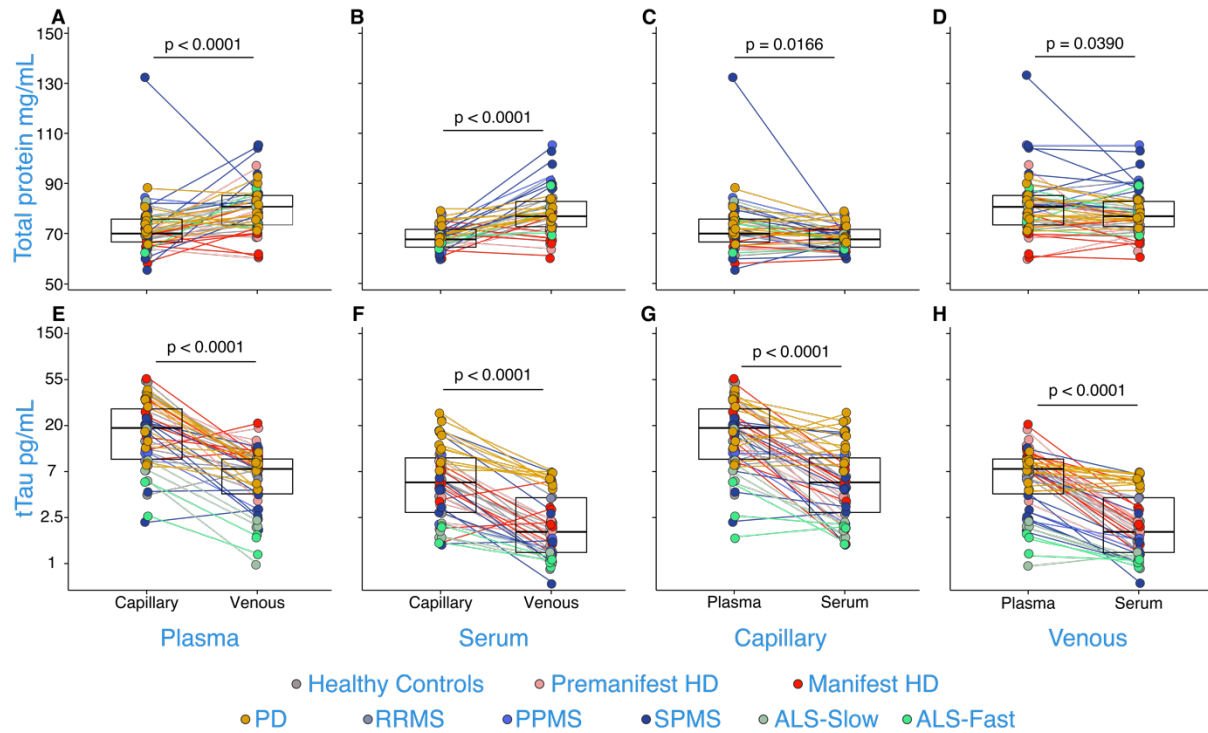 A B C D
p < 0.0001 p < 0.0001 p = 0.0166 p = 0.0390
Total protein mg/mL
150
130
110
90
70
50
E F G H
p < 0.0001 p < 0.0001 p < 0.0001 p < 0.0001
tTau pg/mL
150
55
20
7
2.5
1
Capillary Venous Capillary Venous Plasma Serum Plasma Serum
Plasma Serum Capillary Venous
Healthy Controls Premanifest HD Manifest HD
PD RRMS PPMS SPMS ALS-Slow ALS-Fast